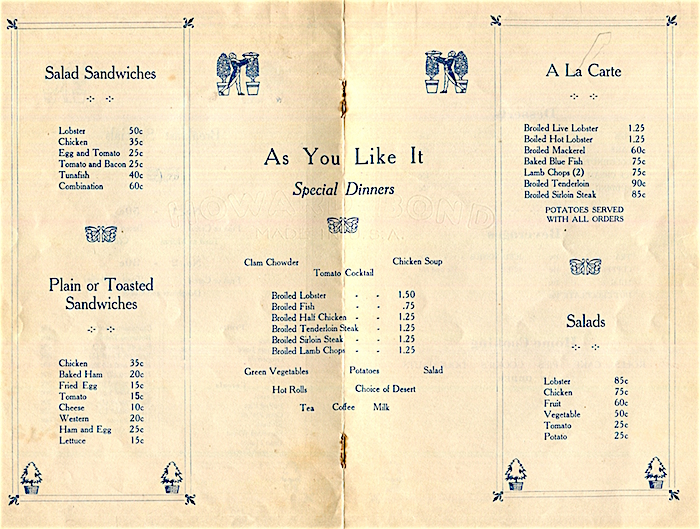 Salad Sandwiches
Lobster 50c
Chicken 35c
Egg and Tomato 25c
Tomato and Bacon 25c
Tunafish 40c
Combination 60c
Plain or Toasted
Sandwiches
Chicken 35c
Baked Ham 20c
Fried Egg 15c
Tomato 15c
Cheese 10c
Western 20c
Ham and Egg 25c
Lettuce 15c
As You Like It
Special Dinners
Clam Chowder Chicken Soup
Tomato Cocktail
Broiled Lobster - - 1.50
Broiled Fish - - .75
Broiled Half Chicken - - 1.25
Broiled Tenderloin Steak - 1.25
Broiled Sirloin Steak - - 1.25
Broiled Lamb Chops - - 1.25
Green Vegetables Potatoes Salad
Hot Rolls Choice of Desert
Tea Coffee Milk
A La Carte
Broiled Live Lobster 1.25
Boiled Hot Lobster 1.25
Broiled Mackerel 60c
Baked Blue Fish 75c
Lamb Chops (2) 75c
Broiled Tenderloin 90c
Broiled Sirloin Steak 85c
POTATOES SERVED
WITH ALL ORDERS
Salads
Lobster 85c
Chicken 75c
Fruit 60c
Vegetable 50c
Tomato 25c
Potato 25c